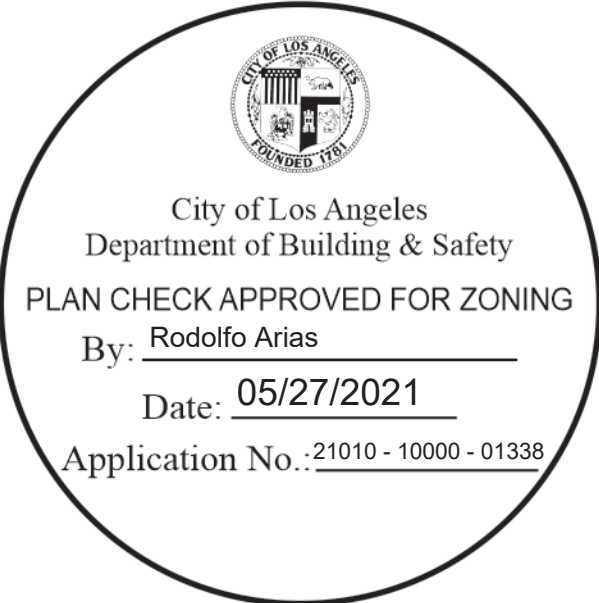 CITY OF LOS ANGELES
FOUNDED 1781
City of Los Angeles
Department of Building & Safety
PLAN CHECK APPROVED FOR ZONING
By: Rodolfo Arias
Date: 05/27/2021
Application No.: 21010 - 10000 - 01338